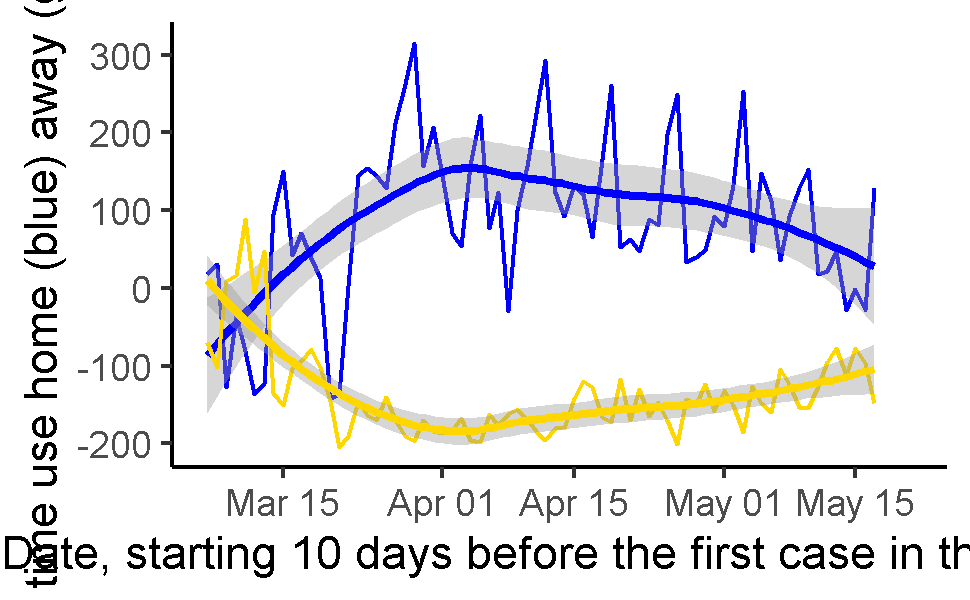 time use home (blue) away (
300
200
100
0
-100
-200
Mar 15 Apr 01 Apr 15 May 01 May 15
Date, starting 10 days before the first case in th